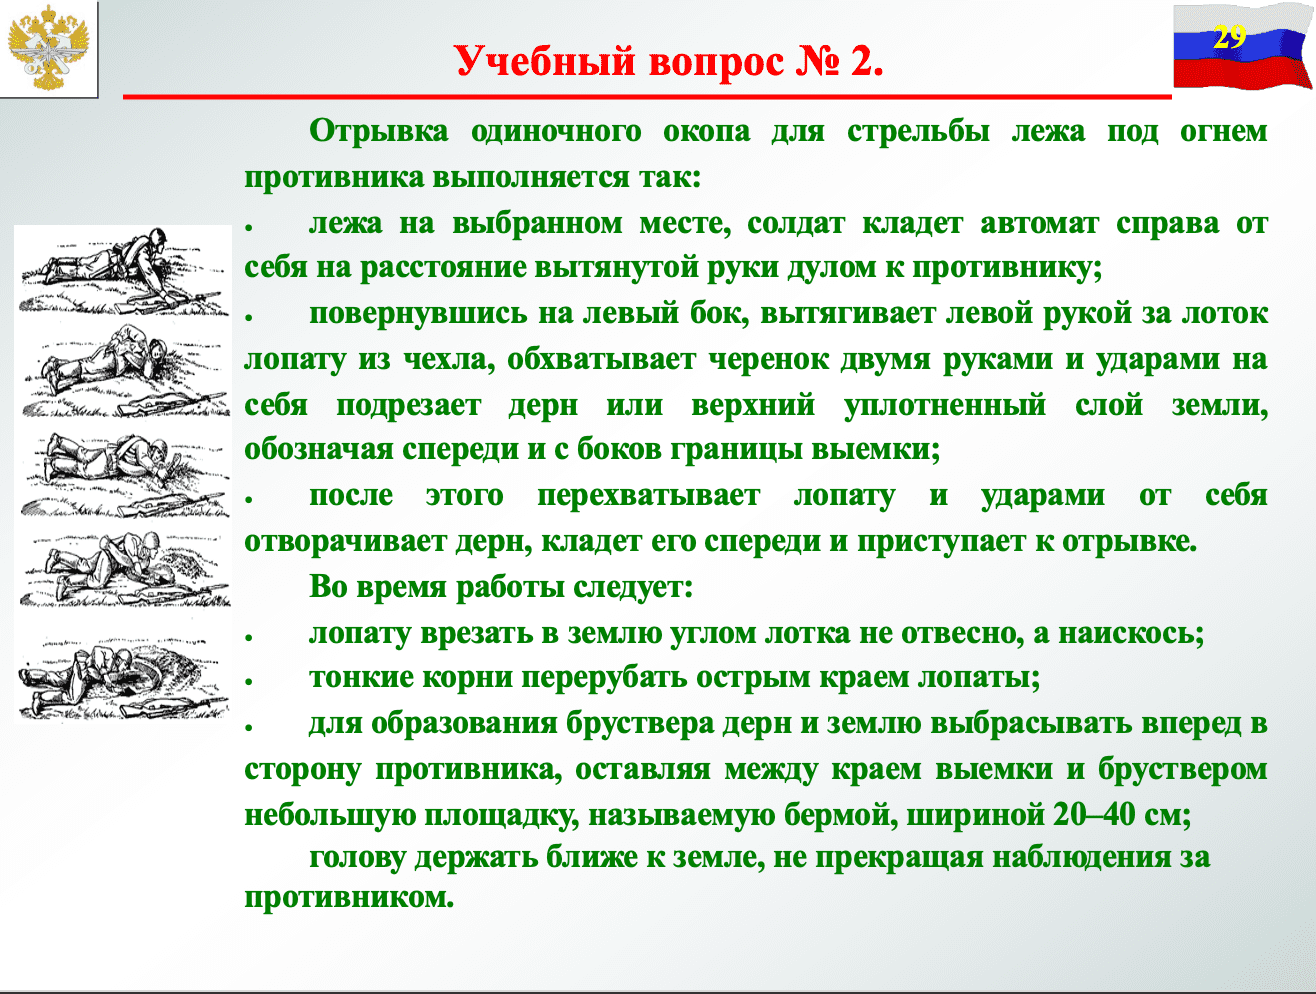 29
Учебный вопрос № 2.
Отрывка одиночного окопа для стрельбы лежа под огнем
противника выполняется так:
• лежа на выбранном месте, солдат кладет автомат справа от
себя на расстояние вытянутой руки дулом к противнику;
• повернувшись на левый бок, вытягивает левой рукой за лоток
лопату из чехла, обхватывает черенок двумя руками и ударами на
себя подрезает дерн или верхний уплотненный слой земли,
обозначая спереди и с боков границы выемки;
• после этого перехватывает лопату и ударами от себя
отворачивает дерн, кладет его спереди и приступает к отрывке.
Во время работы следует:
• лопату врезать в землю углом лотка не отвесно, а наискось;
• тонкие корни перерубать острым краем лопаты;
• для образования бруствера дерн и землю выбрасывать вперед в
сторону противника, оставляя между краем выемки и бруствером
небольшую площадку, называемую бермой, шириной 20–40 см;
голову держать ближе к земле, не прекращая наблюдения за
противником.